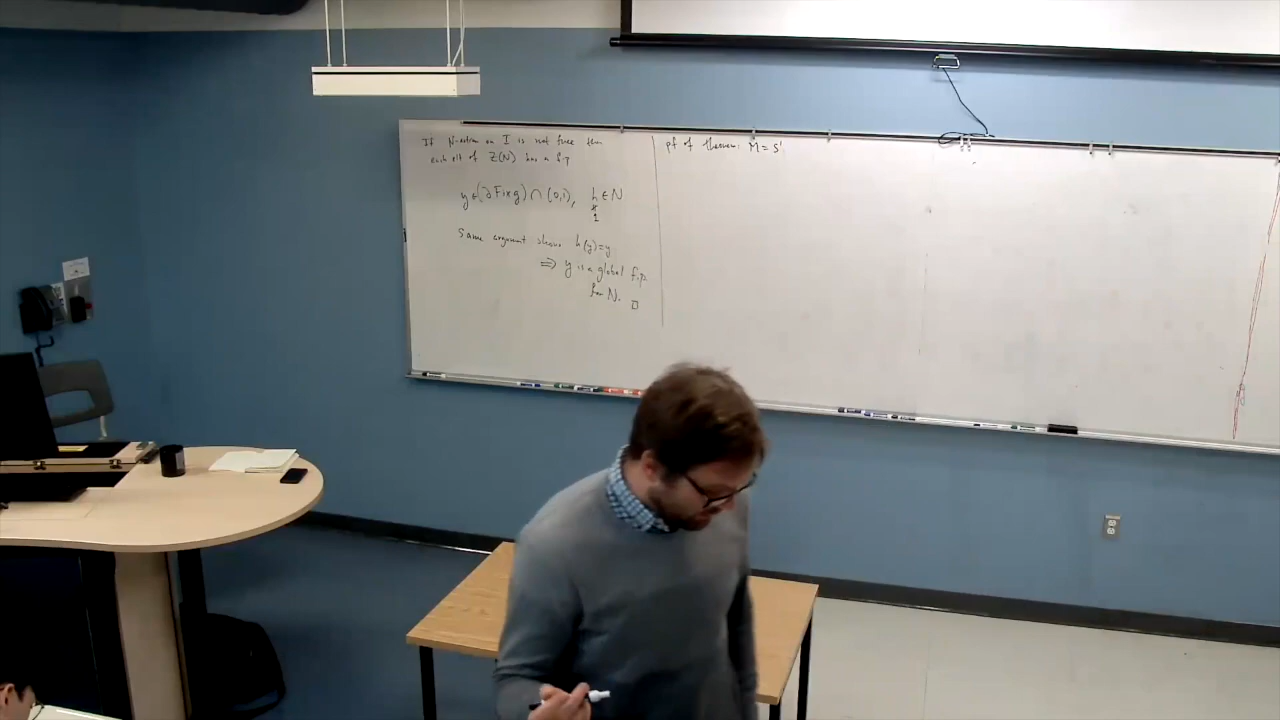 If N-action on I is not free then
each elt of Z(N) has a f.p
y ∈ (∂Fix g) ∩ (0,1), h ∈ N
≠
1
Same argument shows h(y)=y
⇒ y is a global f.p.
for N. □
pf of theorem: M = S¹